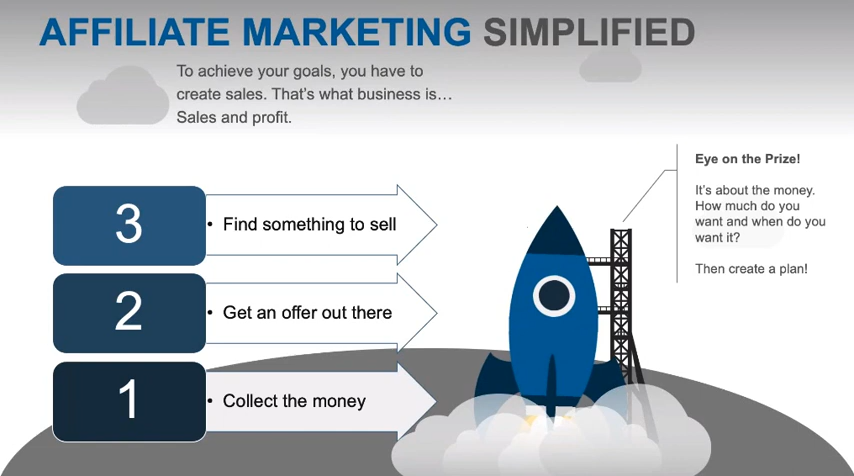 AFFILIATE MARKETING SIMPLIFIED
To achieve your goals, you have to
create sales. That's what business is...
Sales and profit.
Eye on the Prize!
It's about the money.
How much do you
want and when do you
want it?
Then create a plan!
3
• Find something to sell
2
• Get an offer out there
1
• Collect the money